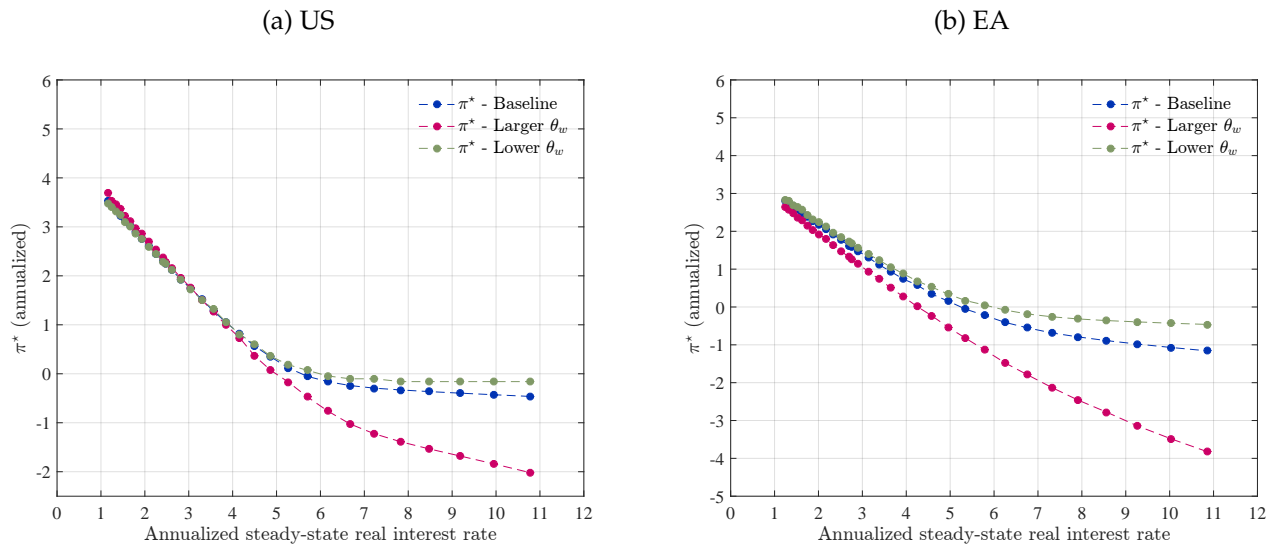 (a) US
6
5
4
3
2
1
0
-1
-2
0 1 2 3 4 5 6 7 8 9 10 11 12
π* (annualized)
Annualized steady-state real interest rate
π* - Baseline
π* - Larger θw
π* - Lower θw
(b) EA
6
5
4
3
2
1
0
-1
-2
-3
-4
-5
0 1 2 3 4 5 6 7 8 9 10 11 12
π* (annualized)
Annualized steady-state real interest rate
π* - Baseline
π* - Larger θw
π* - Lower θw